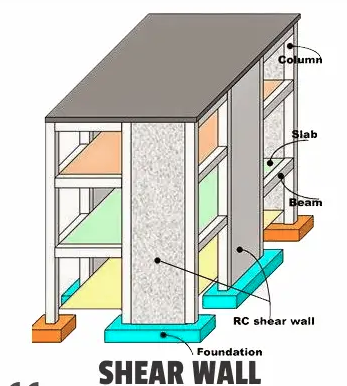 Column
Slab
Beam
RC shear wall
Foundation
SHEAR WALL